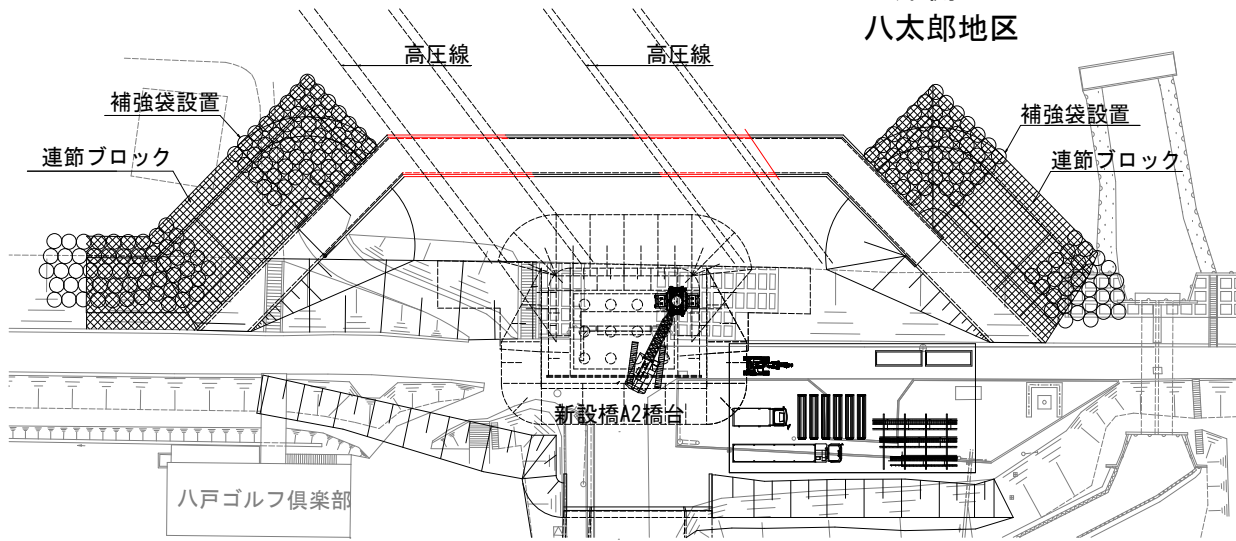 八太郎地区
高圧線
高圧線
補強袋設置
補強袋設置
連節ブロック
連節ブロック
新設橋A2橋台
八戸ゴルフ倶楽部